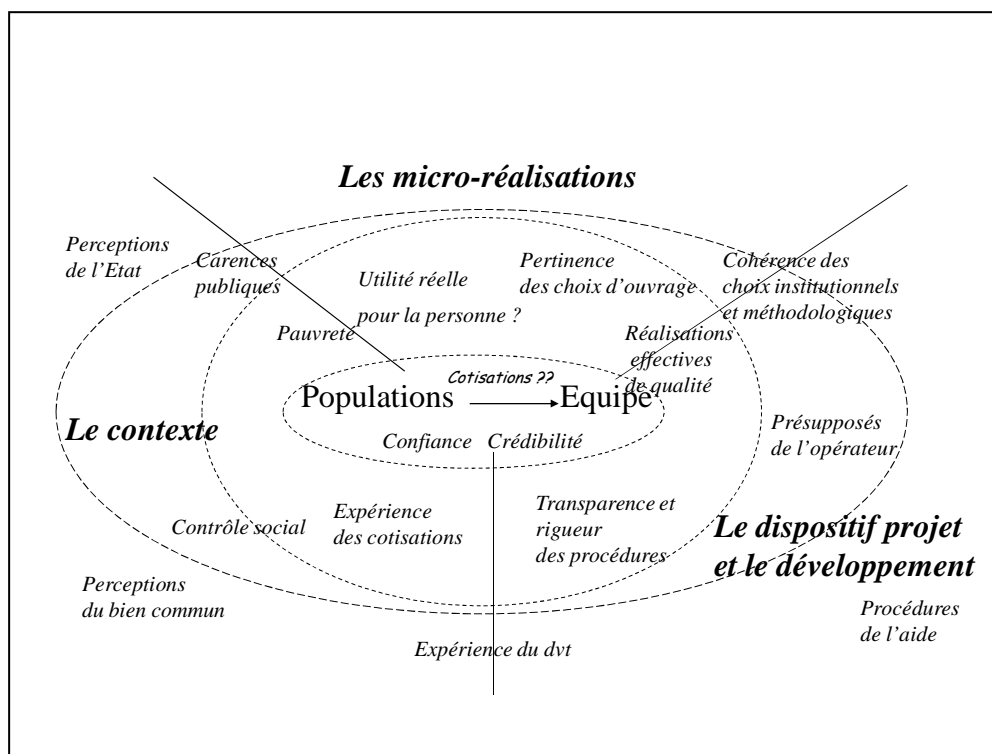 Les micro-réalisations
Perceptions
de l'Etat
Carences
publiques
Utilité réelle
pour la personne ?
Pertinence
des choix d'ouvrage
Cohérence des
choix institutionnels
et méthodologiques
Pauvreté
Réalisations
effectives
de qualité
Cotisations ??
Populations
Equipe
Confiance
Crédibilité
Le contexte
Présupposés
de l'opérateur
Contrôle social
Expérience
des cotisations
Transparence et
rigueur
des procédures
Le dispositif projet
et le développement
Perceptions
du bien commun
Procédures
de l'aide
Expérience du dvt